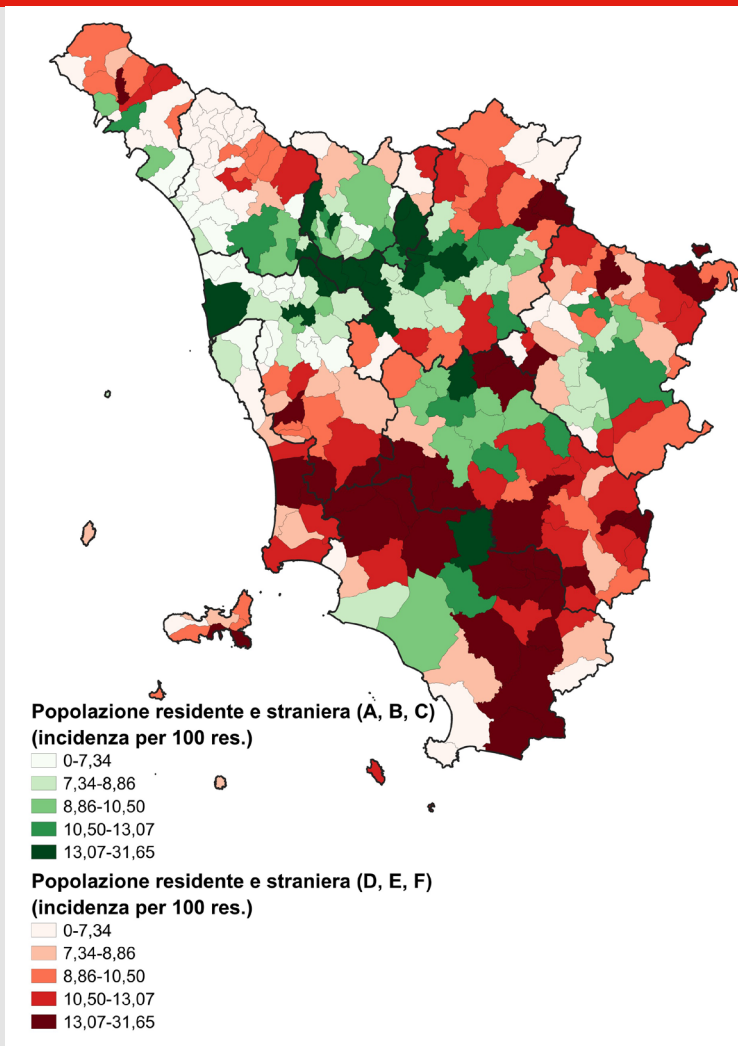 Popolazione residente e straniera (A, B, C)
(incidenza per 100 res.)
0-7,34
7,34-8,86
8,86-10,50
10,50-13,07
13,07-31,65
Popolazione residente e straniera (D, E, F)
(incidenza per 100 res.)
0-7,34
7,34-8,86
8,86-10,50
10,50-13,07
13,07-31,65